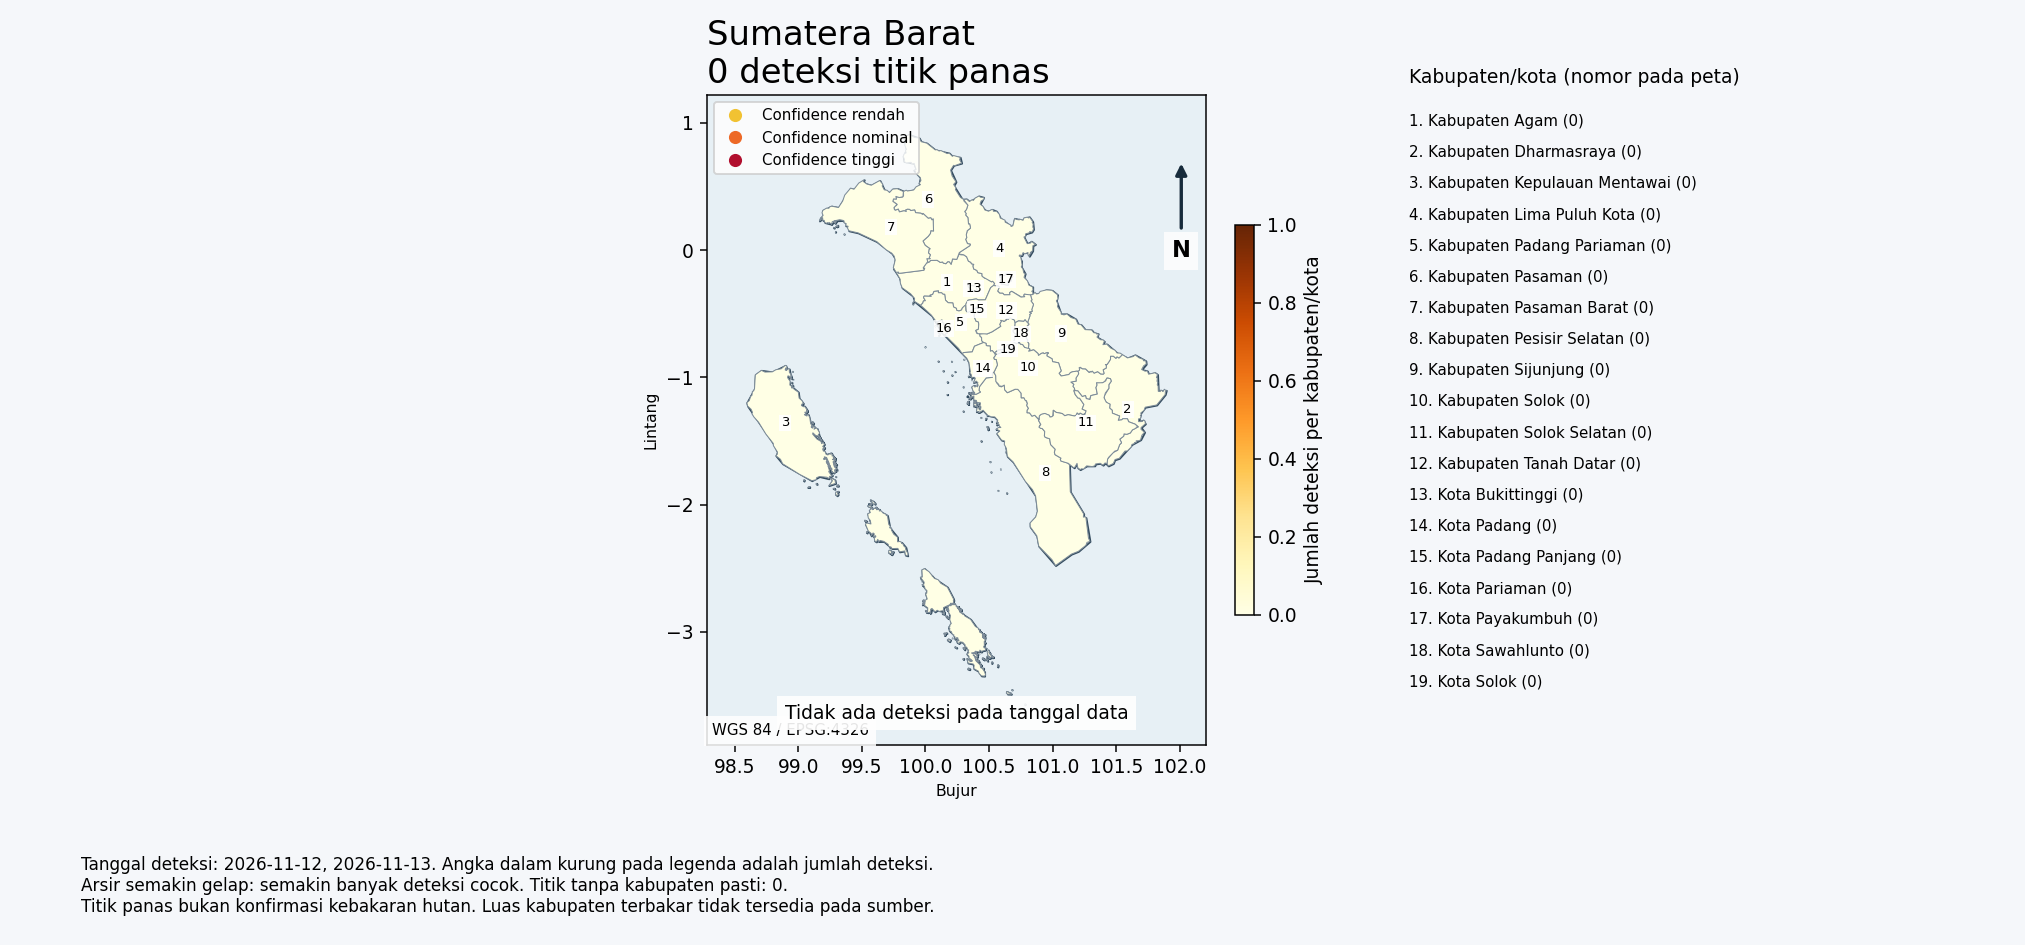 Sumatera Barat
0 deteksi titik panas
Confidence rendah
Confidence nominal
Confidence tinggi
1
0
−1
−2
−3
Lintang
98.5 99.0 99.5 100.0 100.5 101.0 101.5 102.0
Bujur
6
7
4
1
13
17
15
12
5
16
18
9
19
14
10
2
11
3
8
N
Tidak ada deteksi pada tanggal data
WGS 84 / EPSG:4326
1.0
0.8
0.6
0.4
0.2
0.0
Jumlah deteksi per kabupaten/kota
Kabupaten/kota (nomor pada peta)
1. Kabupaten Agam (0)
2. Kabupaten Dharmasraya (0)
3. Kabupaten Kepulauan Mentawai (0)
4. Kabupaten Lima Puluh Kota (0)
5. Kabupaten Padang Pariaman (0)
6. Kabupaten Pasaman (0)
7. Kabupaten Pasaman Barat (0)
8. Kabupaten Pesisir Selatan (0)
9. Kabupaten Sijunjung (0)
10. Kabupaten Solok (0)
11. Kabupaten Solok Selatan (0)
12. Kabupaten Tanah Datar (0)
13. Kota Bukittinggi (0)
14. Kota Padang (0)
15. Kota Padang Panjang (0)
16. Kota Pariaman (0)
17. Kota Payakumbuh (0)
18. Kota Sawahlunto (0)
19. Kota Solok (0)
Tanggal deteksi: 2026-11-12, 2026-11-13. Angka dalam kurung pada legenda adalah jumlah deteksi.
Arsir semakin gelap: semakin banyak deteksi cocok. Titik tanpa kabupaten pasti: 0.
Titik panas bukan konfirmasi kebakaran hutan. Luas kabupaten terbakar tidak tersedia pada sumber.